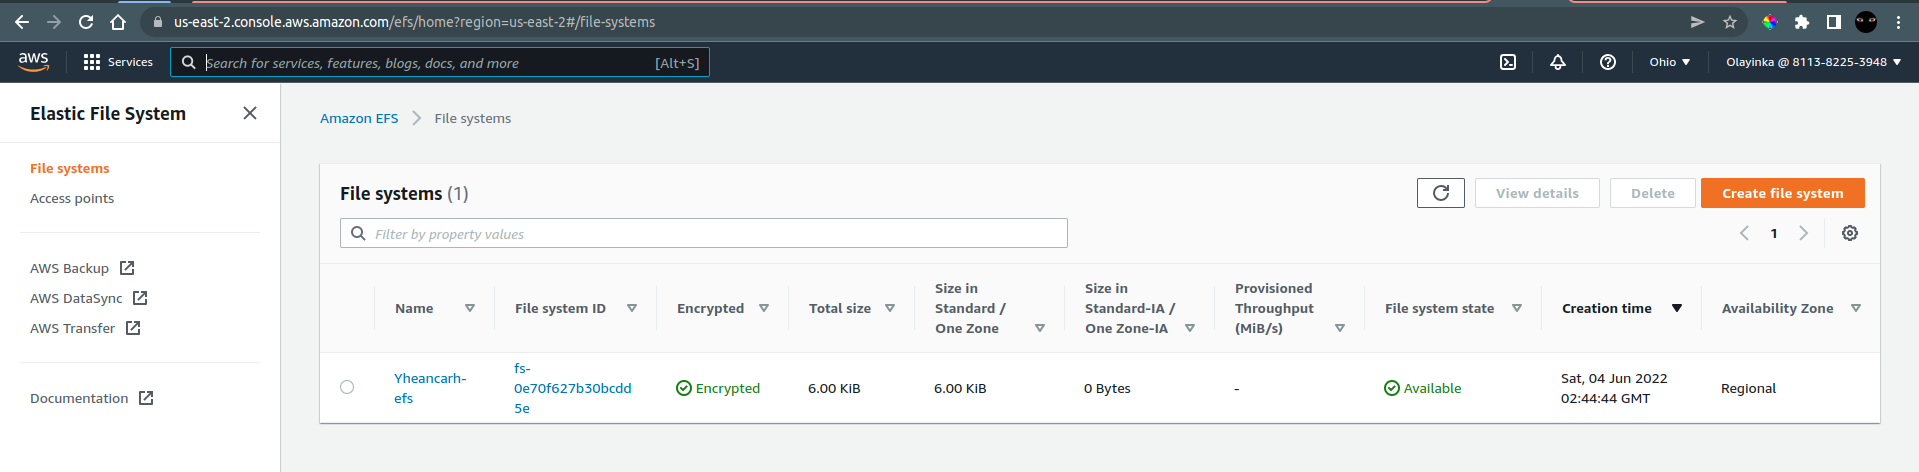 us-east-2.console.aws.amazon.com/efs/home?region=us-east-2#/file-systems
aws
Services
Search for services, features, blogs, docs, and more
[Alt+S]
Ohio
Olayinka @ 8113-8225-3948
Elastic File System
File systems
Access points
AWS Backup
AWS DataSync
AWS Transfer
Documentation
Amazon EFS
File systems
File systems (1)
View details
Delete
Create file system
Filter by property values
1
Name
File system ID
Encrypted
Total size
Size in
Standard /
One Zone
Size in
Standard-IA /
One Zone-IA
Provisioned
Throughput
(MiB/s)
File system state
Creation time
Availability Zone
Yheancarh-
efs
fs-
0e70f627b30bcdd
5e
Encrypted
6.00 KiB
6.00 KiB
0 Bytes
-
Available
Sat, 04 Jun 2022
02:44:44 GMT
Regional